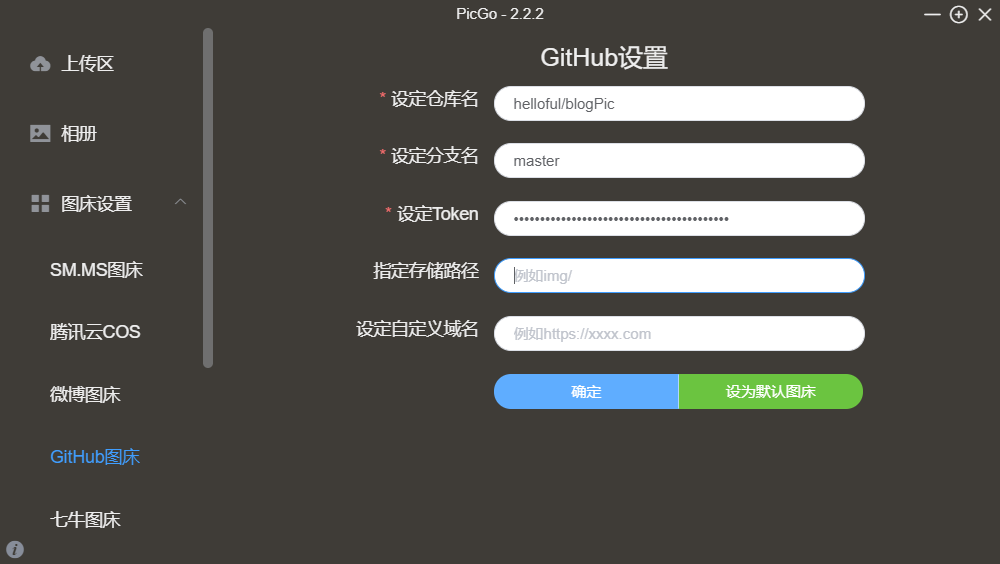 PicGo - 2.2.2
上传区
相册
图床设置
SM.MS图床
腾讯云COS
微博图床
GitHub图床
七牛图床
GitHub设置
* 设定仓库名
helloful/blogPic
* 设定分支名
master
* 设定Token
指定存储路径
例如img/
设定自定义域名
例如https://xxxx.com
确定
设为默认图床